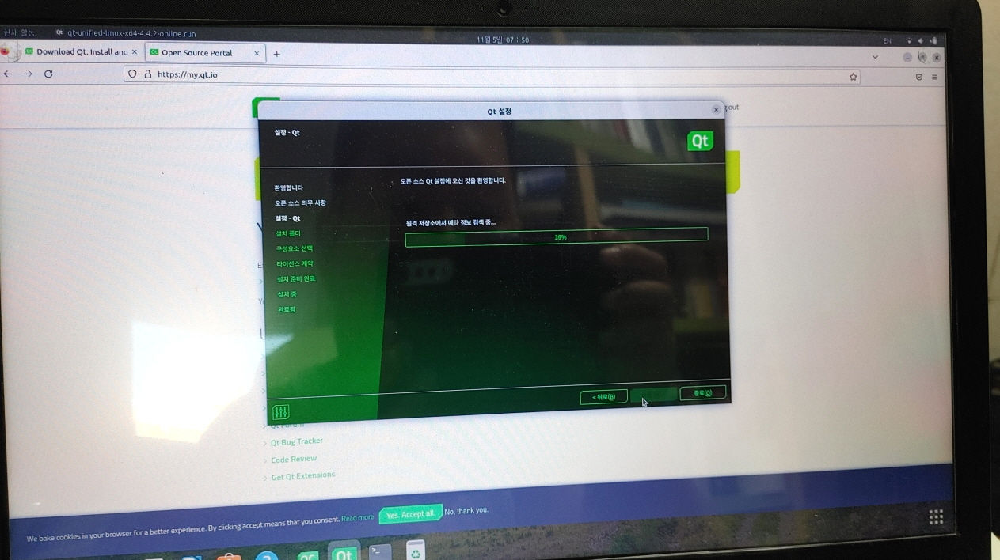 현재 활동
qt-unified-linux-x64-4.4.2-online.run
11월 5일 07 : 50
EN
Download Qt: Install and
Open Source Portal
https://my.qt.io
out
Qt 설정
설정 - Qt
Qt
환영합니다
오픈 소스 의무 사항
설정 - Qt
설치 폴더
구성요소 선택
라이선스 계약
설치 준비 완료
설치 중
완료됨
오픈 소스 Qt 설정에 오신 것을 환영합니다.
원격 저장소에서 메타 정보 검색 중...
16%
< 뒤로(B)
종료(Q)
Qt Forum
Qt Bug Tracker
Code Review
Get Qt Extensions
We bake cookies in your browser for a better experience. By clicking accept means that you consent. Read more
Yes. Accept all.
No, thank you.
Qt